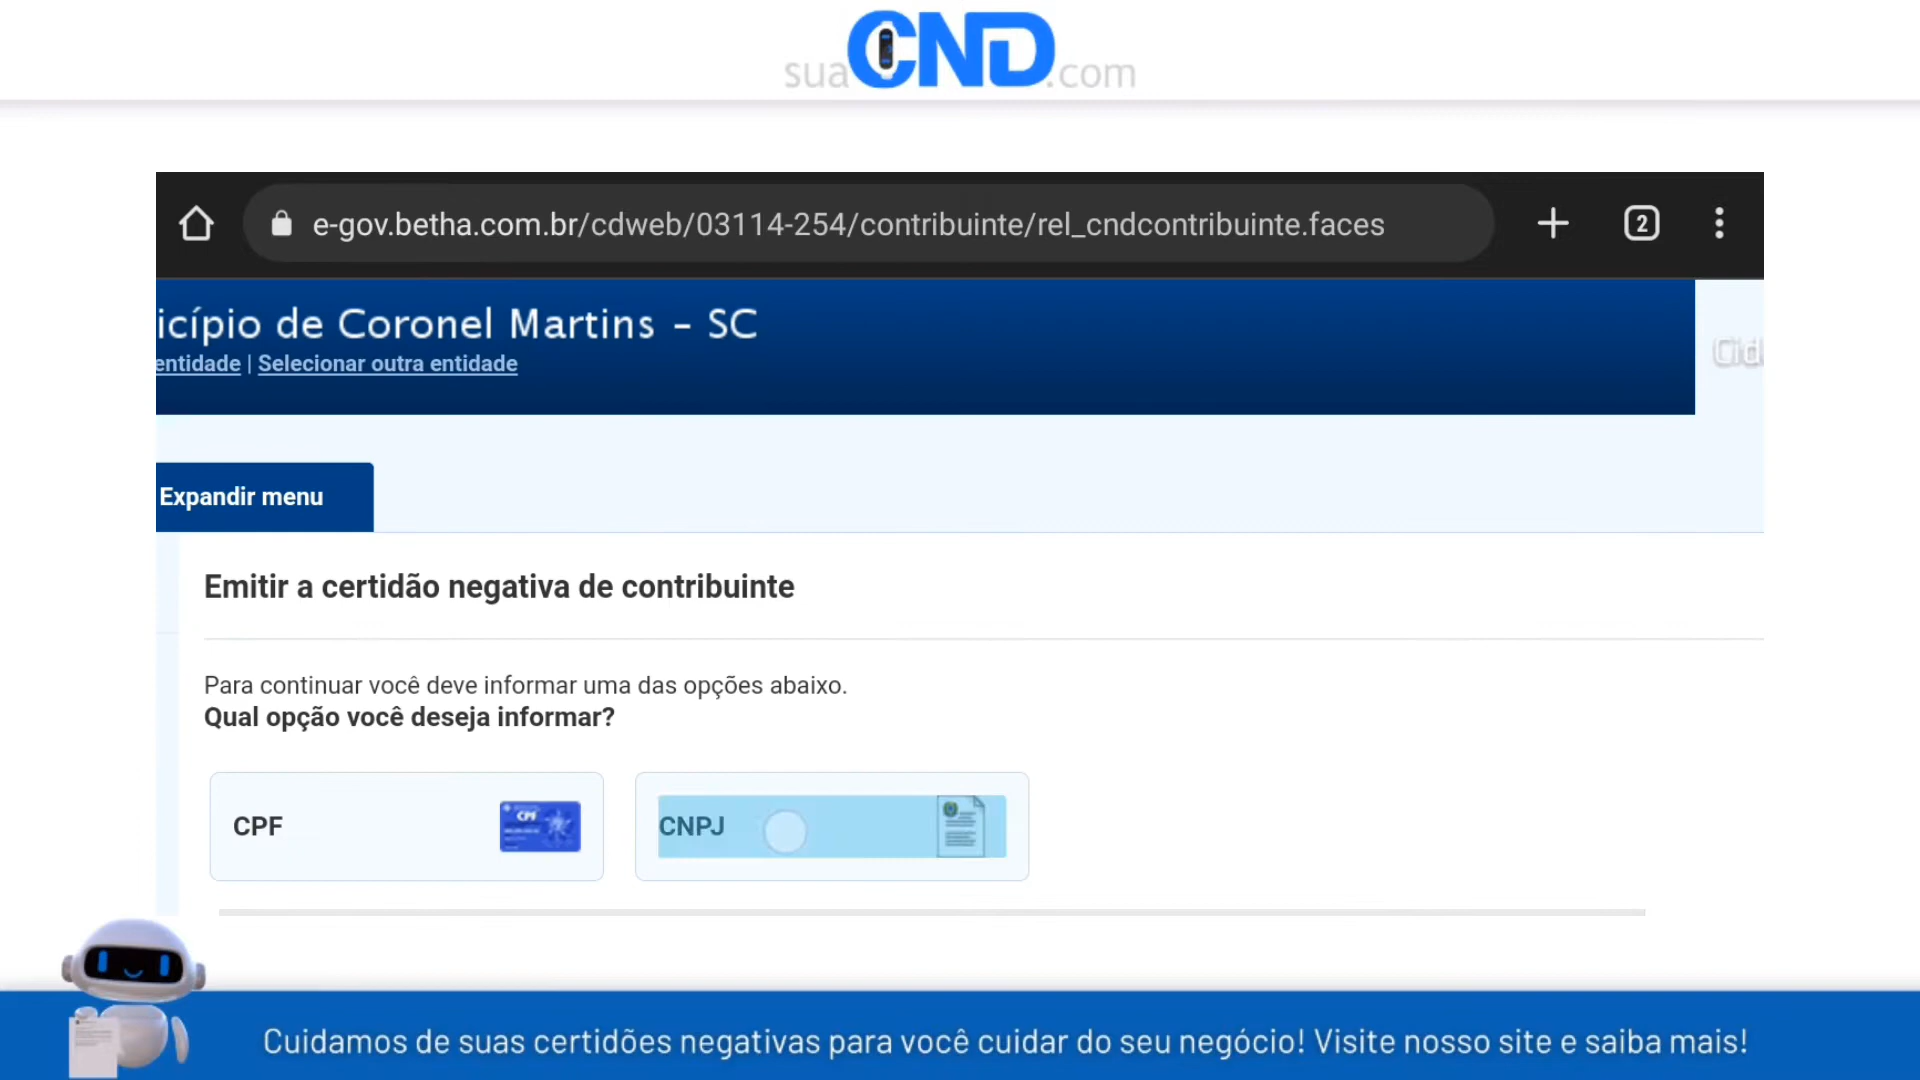 suaCND.com
e-gov.betha.com.br/cdweb/03114-254/contribuinte/rel_cndcontribuinte.faces
2
icípio de Coronel Martins - SC
entidade | Selecionar outra entidade
Cid
Expandir menu
Emitir a certidão negativa de contribuinte
Para continuar você deve informar uma das opções abaixo.
Qual opção você deseja informar?
CPF
CPF
CNPJ
Cuidamos de suas certidões negativas para você cuidar do seu negócio! Visite nosso site e saiba mais!